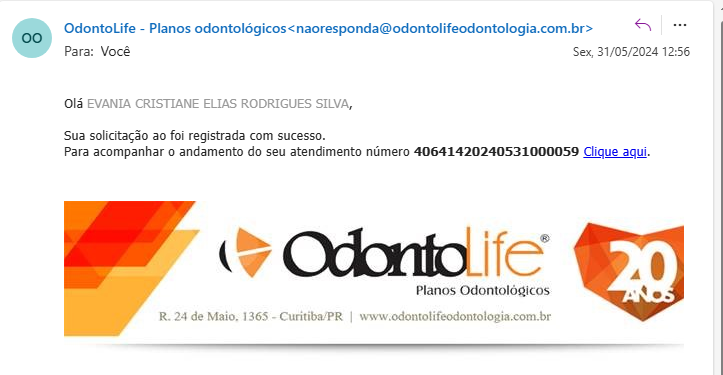 OO
OdontoLife - Planos odontológicos<naoresponda@odontolifeodontologia.com.br>
Para: Você
Sex, 31/05/2024 12:56
Olá EVANIA CRISTIANE ELIAS RODRIGUES SILVA,
Sua solicitação ao foi registrada com sucesso.
Para acompanhar o andamento do seu atendimento número 40641420240531000059 Clique aqui.
OdontoLife®
Planos Odontológicos
R. 24 de Maio, 1365 - Curitiba/PR | www.odontolifeodontologia.com.br
20
ANOS